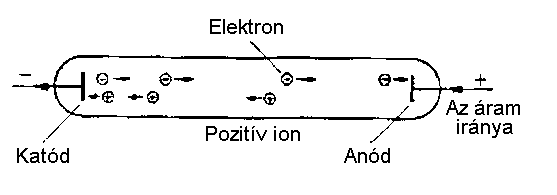 Elektron
−
+
Az áram
iránya
Pozitív ion
Katód
Anód